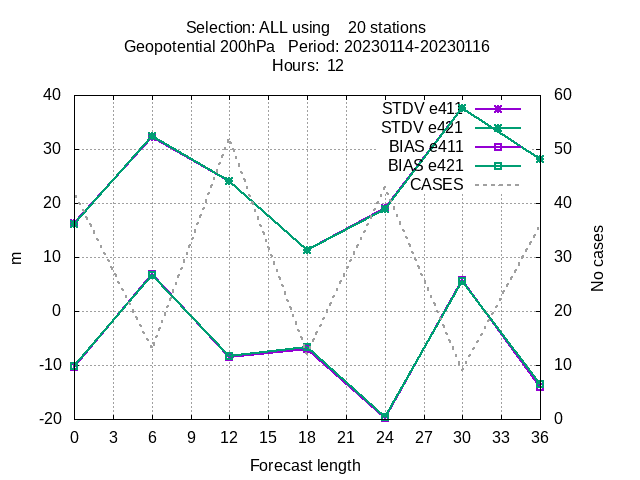 Selection: ALL using    20 stations
Geopotential 200hPa   Period: 20230114-20230116
Hours:  12
40 60
STDV e411
STDV e421
30 50
BIAS e411
BIAS e421
CASES
20 40
m
No cases
10 30
0 20
-10 10
-20 0
0 3 6 9 12 15 18 21 24 27 30 33 36
Forecast length